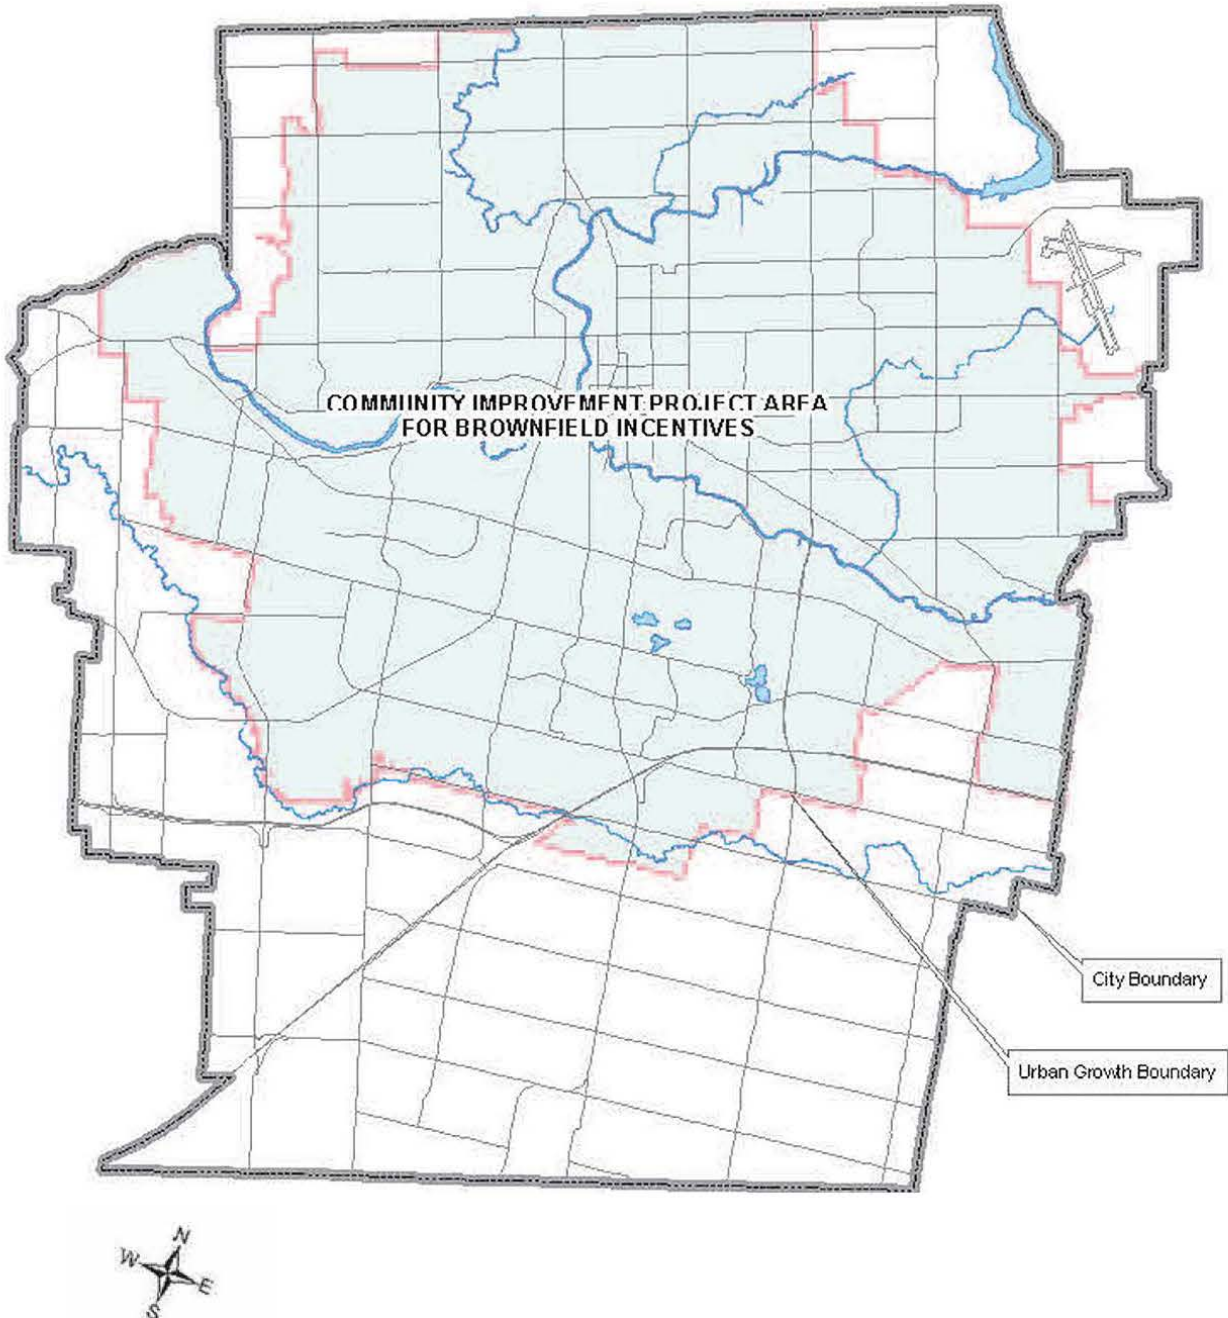 COMMUNITY IMPROVEMENT PROJECT AREA
FOR BROWNFIELD INCENTIVES
City Boundary
Urban Growth Boundary
N
W
E
S